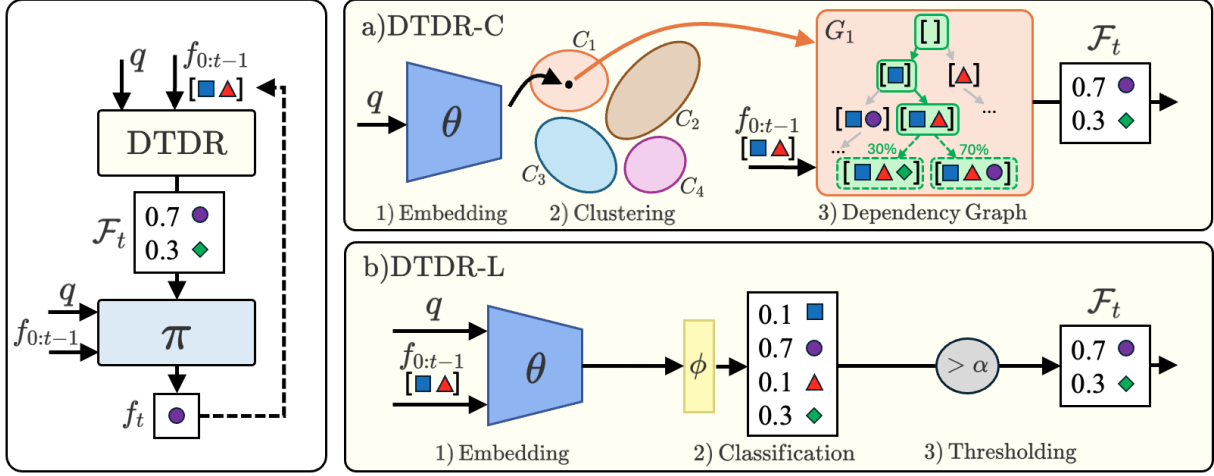 q
f0:t−1
[ ]
DTDR
Ft
0.7
0.3
q
f0:t−1
π
ft
a)DTDR-C
q
θ
1) Embedding
C1
C2
C3
C4
2) Clustering
f0:t−1
[ ]
G1
[ ]
[ ]
[ ]
[ ]
[ ]
...
...
30%
70%
[ ]
[ ]
3) Dependency Graph
Ft
0.7
0.3
b)DTDR-L
q
f0:t−1
[ ]
θ
1) Embedding
ϕ
0.1
0.7
0.1
0.3
2) Classification
> α
3) Thresholding
Ft
0.7
0.3